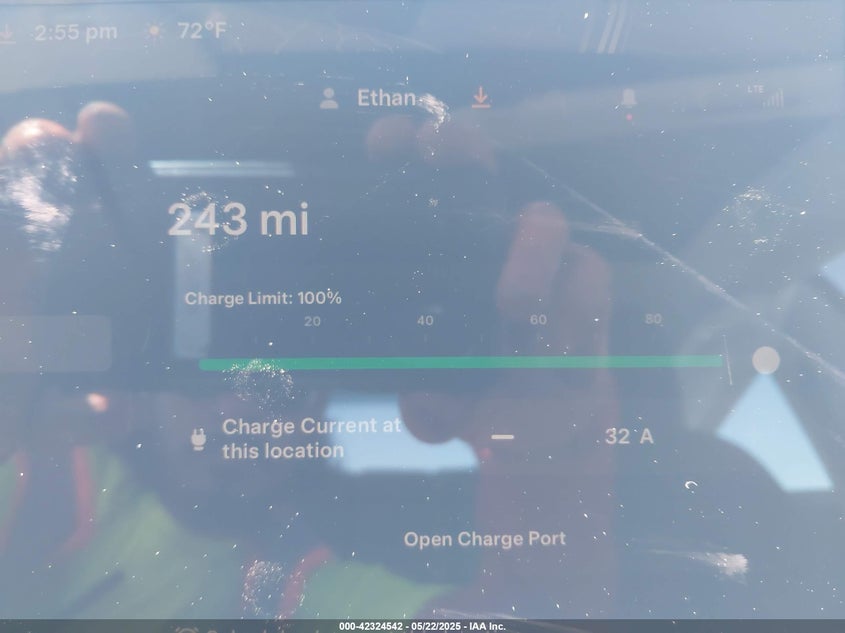 2:55 pm 72°F
Ethan LTE
243 mi
Charge Limit: 100%
20 40 60 80
Charge Current at
this location
32 A
Open Charge Port
000-42324542 - 05/22/2025 - IAA Inc.